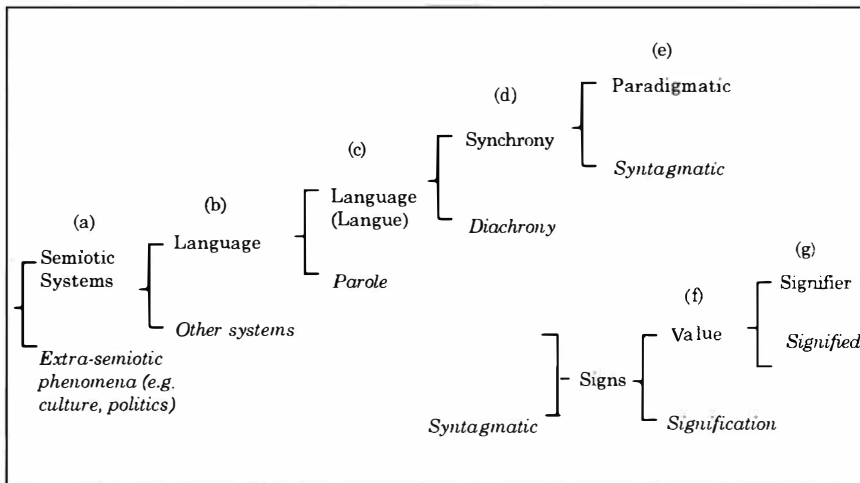 (e)
Paradigmatic
(d)
Synchrony
Syntagmatic
(c)
Language
(Langue)
Diachrony
(b)
Language
Parole
(a)
Semiotic
Systems
Other systems
Extra-semiotic
phenomena (e.g.
culture, politics)
(g)
Signifier
(f)
Value
Signified
Signs
Syntagmatic
Signification